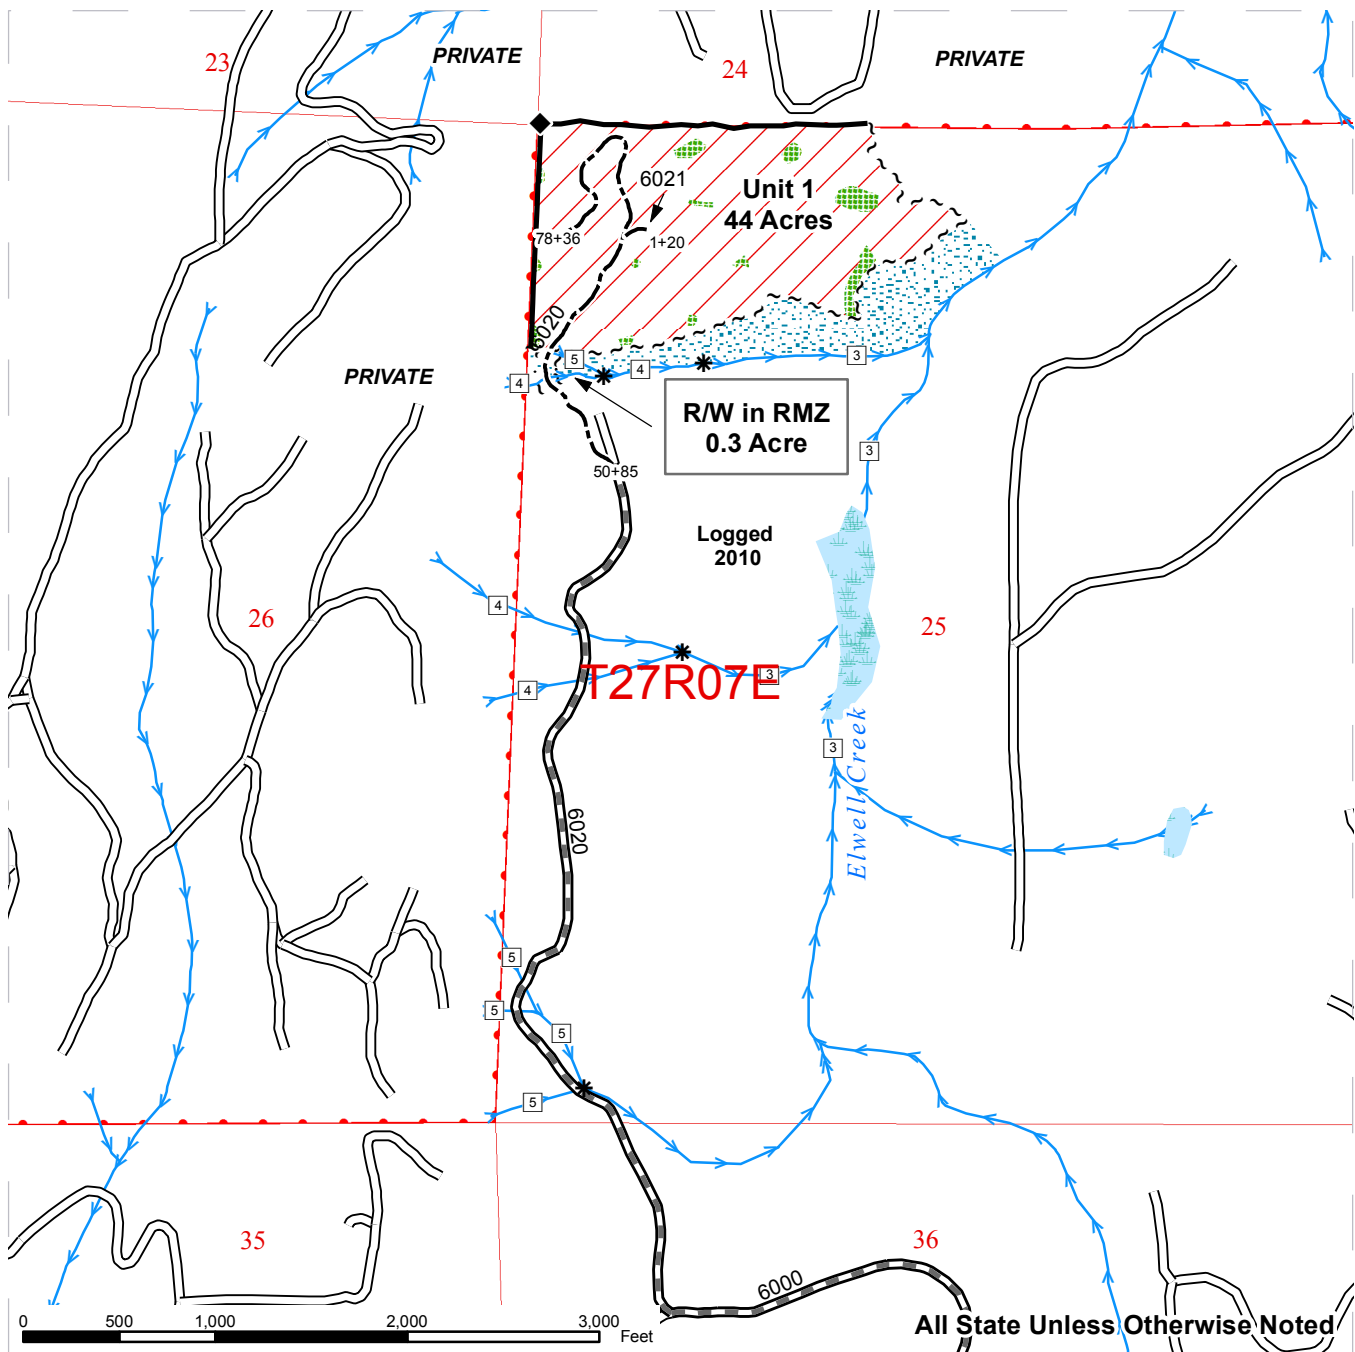 23
PRIVATE
24
PRIVATE
6021
Unit 1
44 Acres
78+36
1+20
6020
5
4
3
4
PRIVATE
R/W in RMZ
0.3 Acre
3
50+85
Logged
2010
4
26
25
T27R07E
3
4
3
Elwell Creek
6020
5
5
5
5
35
36
6000
0
500
1,000
2,000
3,000
Feet
All State Unless Otherwise Noted